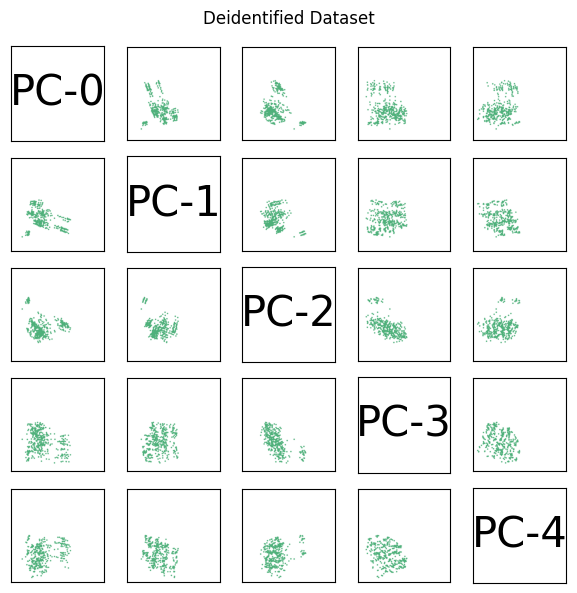 Deidentified Dataset
PC-0
PC-1
PC-2
PC-3
PC-4